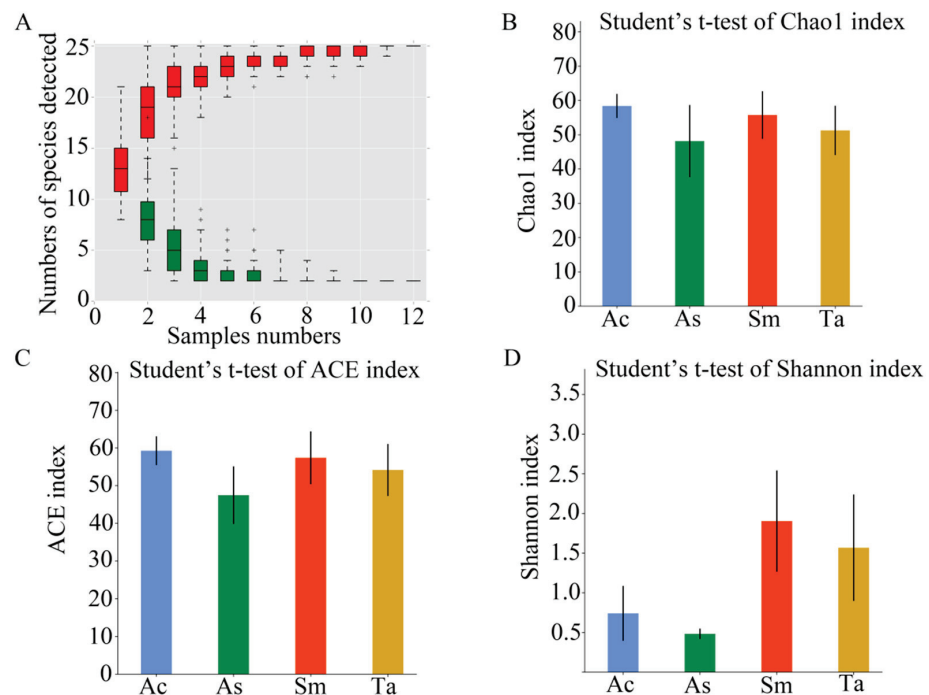 A
Numbers of species detected
25
20
15
10
5
0
0 2 4 6 8 10 12
Samples numbers
B
Student's t-test of Chao1 index
Chao1 index
80
70
60
50
40
30
20
10
0
Ac As Sm Ta
C
Student's t-test of ACE index
ACE index
80
70
60
50
40
30
20
10
0
Ac As Sm Ta
D
Student's t-test of Shannon index
Shannon index
3.5
3.0
2.0
1.5
1.0
0.5
Ac As Sm Ta